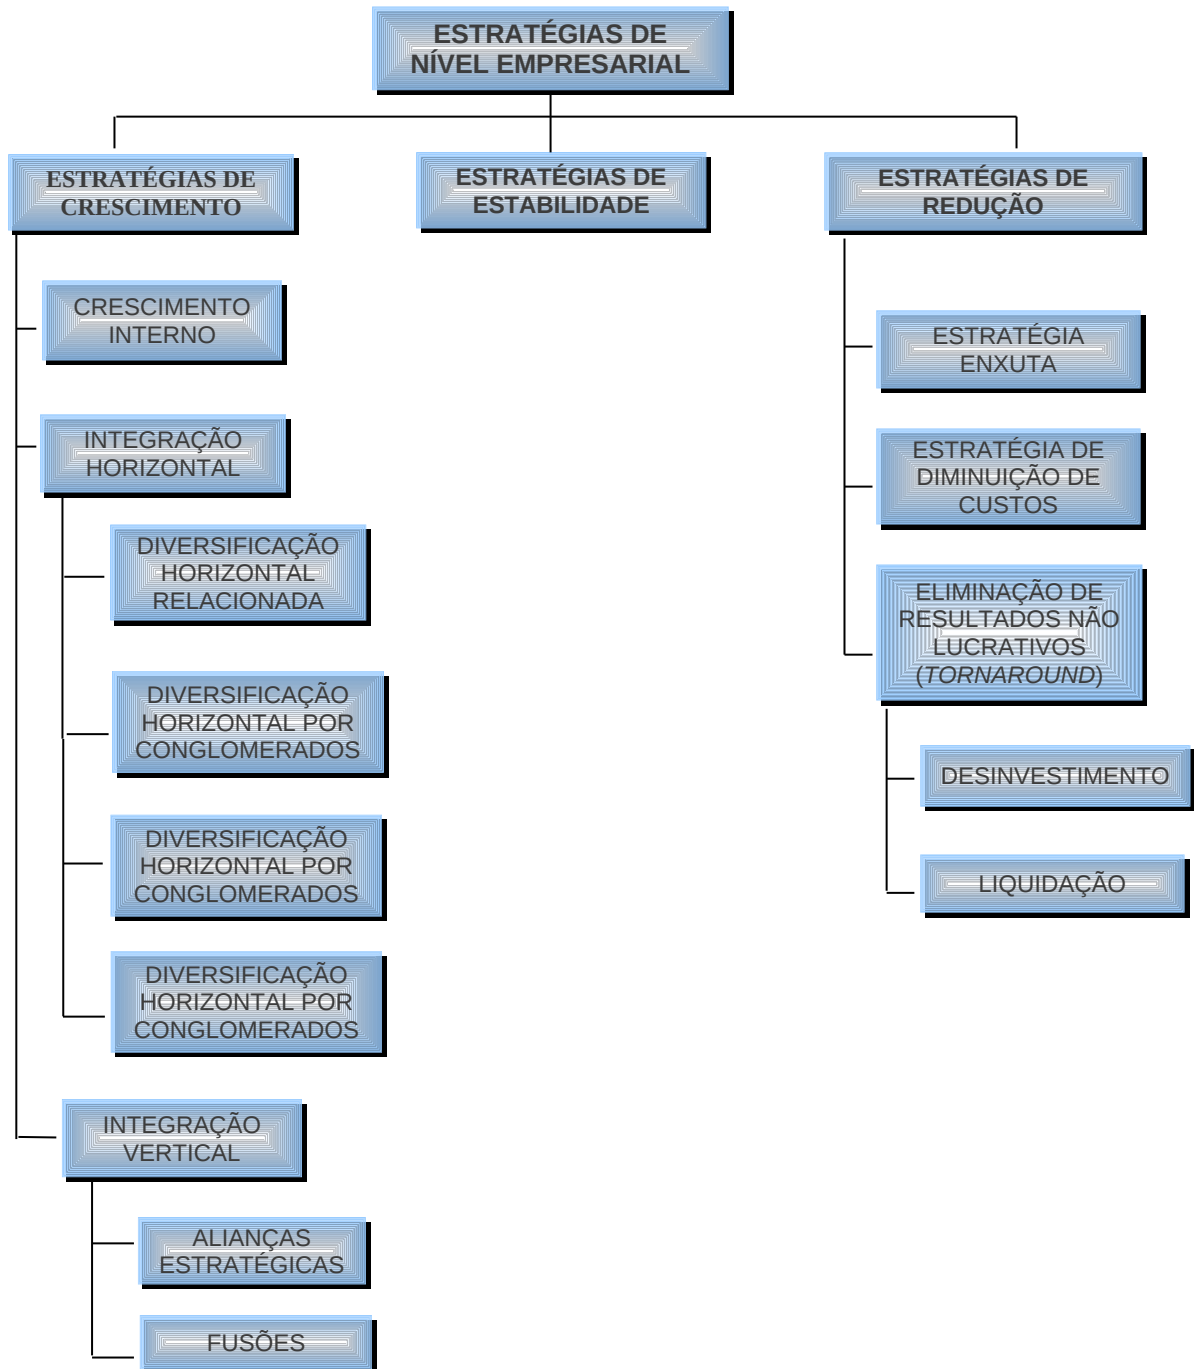 ESTRATÉGIAS DE
NÍVEL EMPRESARIAL
ESTRATÉGIAS DE
CRESCIMENTO
ESTRATÉGIAS DE
ESTABILIDADE
ESTRATÉGIAS DE
REDUÇÃO
CRESCIMENTO
INTERNO
INTEGRAÇÃO
HORIZONTAL
DIVERSIFICAÇÃO
HORIZONTAL
RELACIONADA
DIVERSIFICAÇÃO
HORIZONTAL POR
CONGLOMERADOS
DIVERSIFICAÇÃO
HORIZONTAL POR
CONGLOMERADOS
DIVERSIFICAÇÃO
HORIZONTAL POR
CONGLOMERADOS
INTEGRAÇÃO
VERTICAL
ALIANÇAS
ESTRATÉGICAS
FUSÕES
ESTRATÉGIA
ENXUTA
ESTRATÉGIA DE
DIMINUIÇÃO DE
CUSTOS
ELIMINAÇÃO DE
RESULTADOS NÃO
LUCRATIVOS
(TORNAROUND)
DESINVESTIMENTO
LIQUIDAÇÃO